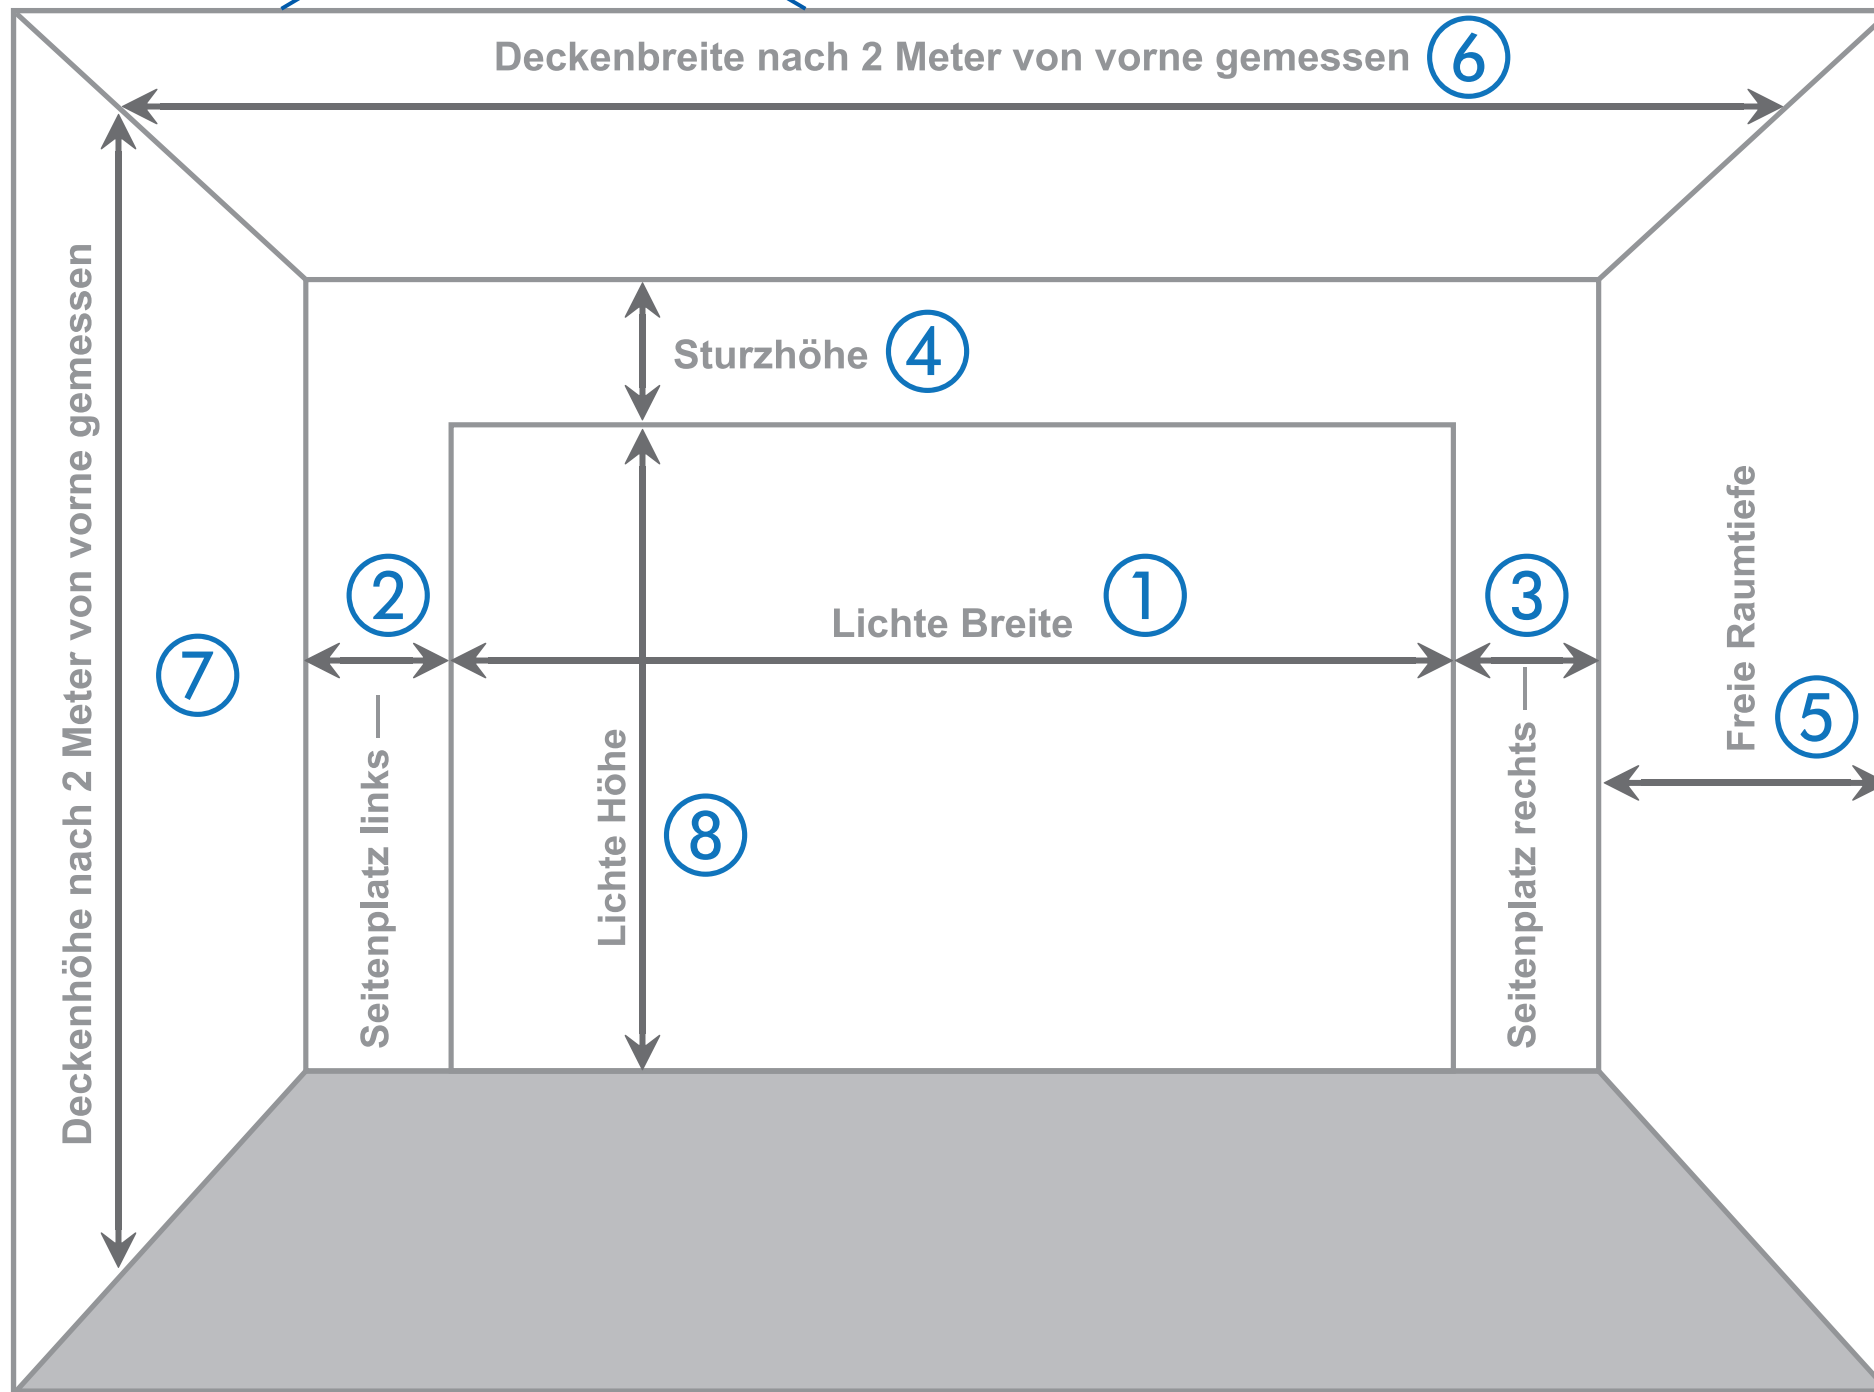 Deckenbreite nach 2 Meter von vorne gemessen 6
Sturzhöhe 4
Deckenhöhe nach 2 Meter von vorne gemessen
7
2
Seitenplatz links
Lichte Breite 1
Lichte Höhe
8
3
Seitenplatz rechts
Freie Raumtiefe
5